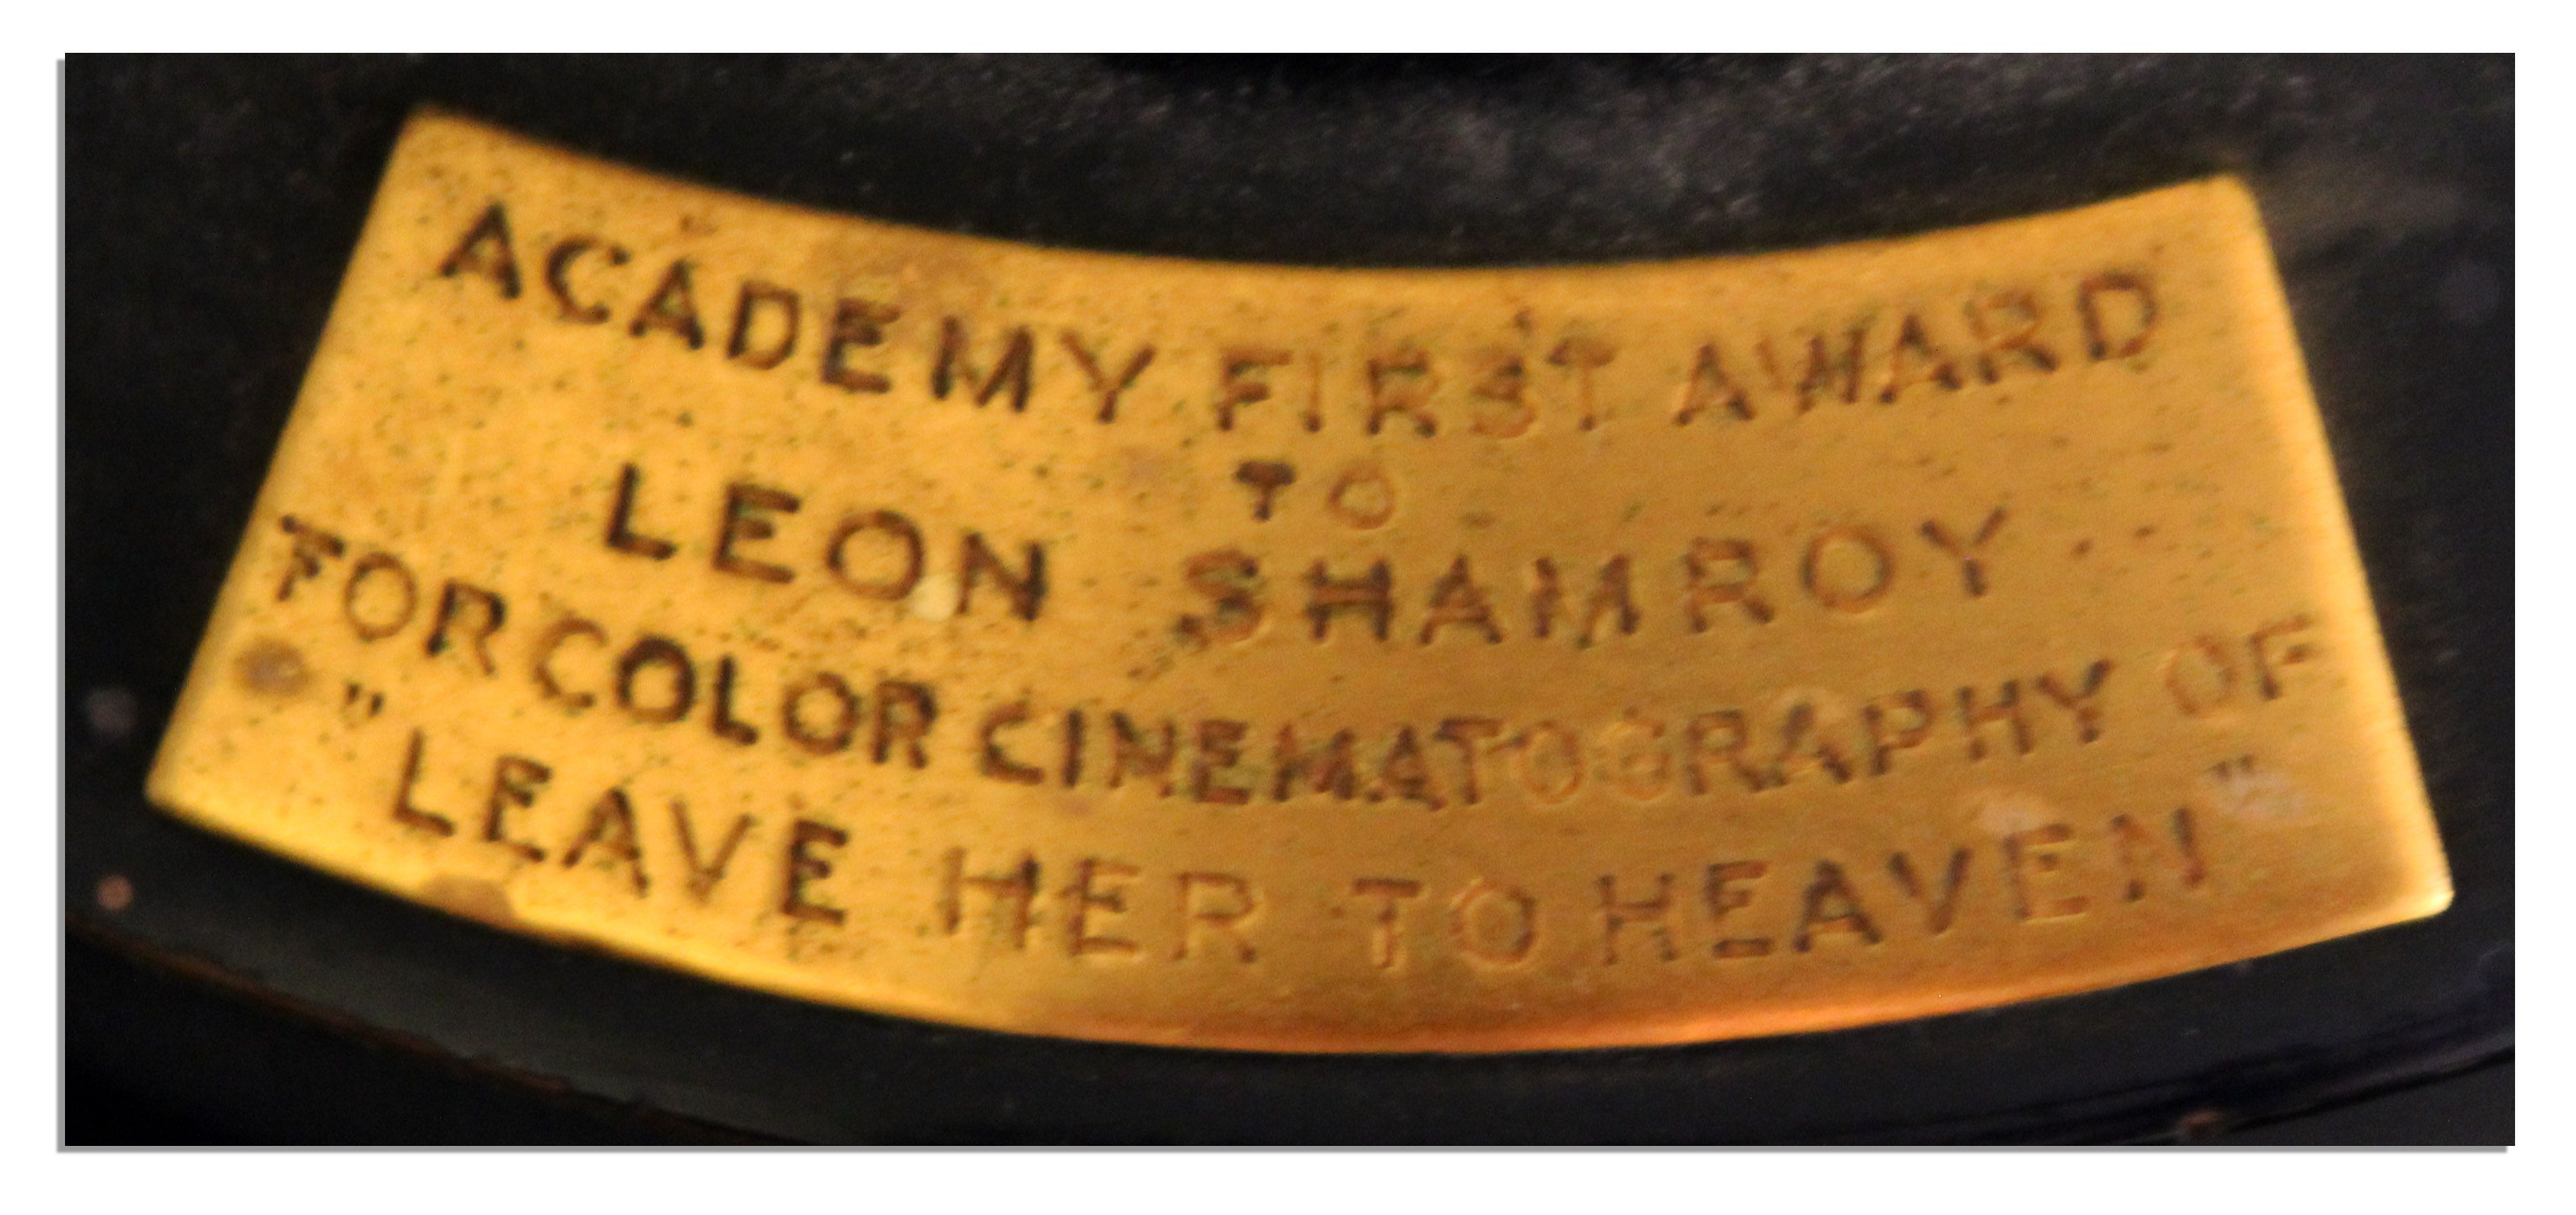 ACADEMY FIRST AWARD
TO
LEON SHAMROY
FOR COLOR CINEMATOGRAPHY OF
"LEAVE HER TO HEAVEN"